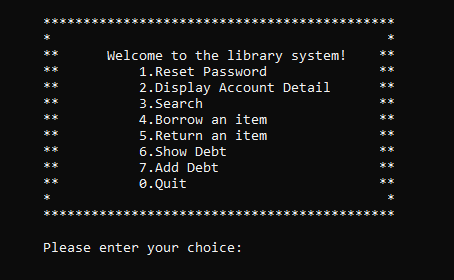 ********************************************
*                                          *
**      Welcome to the library system!    **
**          1.Reset Password              **
**          2.Display Account Detail      **
**          3.Search                      **
**          4.Borrow an item              **
**          5.Return an item              **
**          6.Show Debt                   **
**          7.Add Debt                    **
**          0.Quit                        **
*                                          *
********************************************
Please enter your choice: